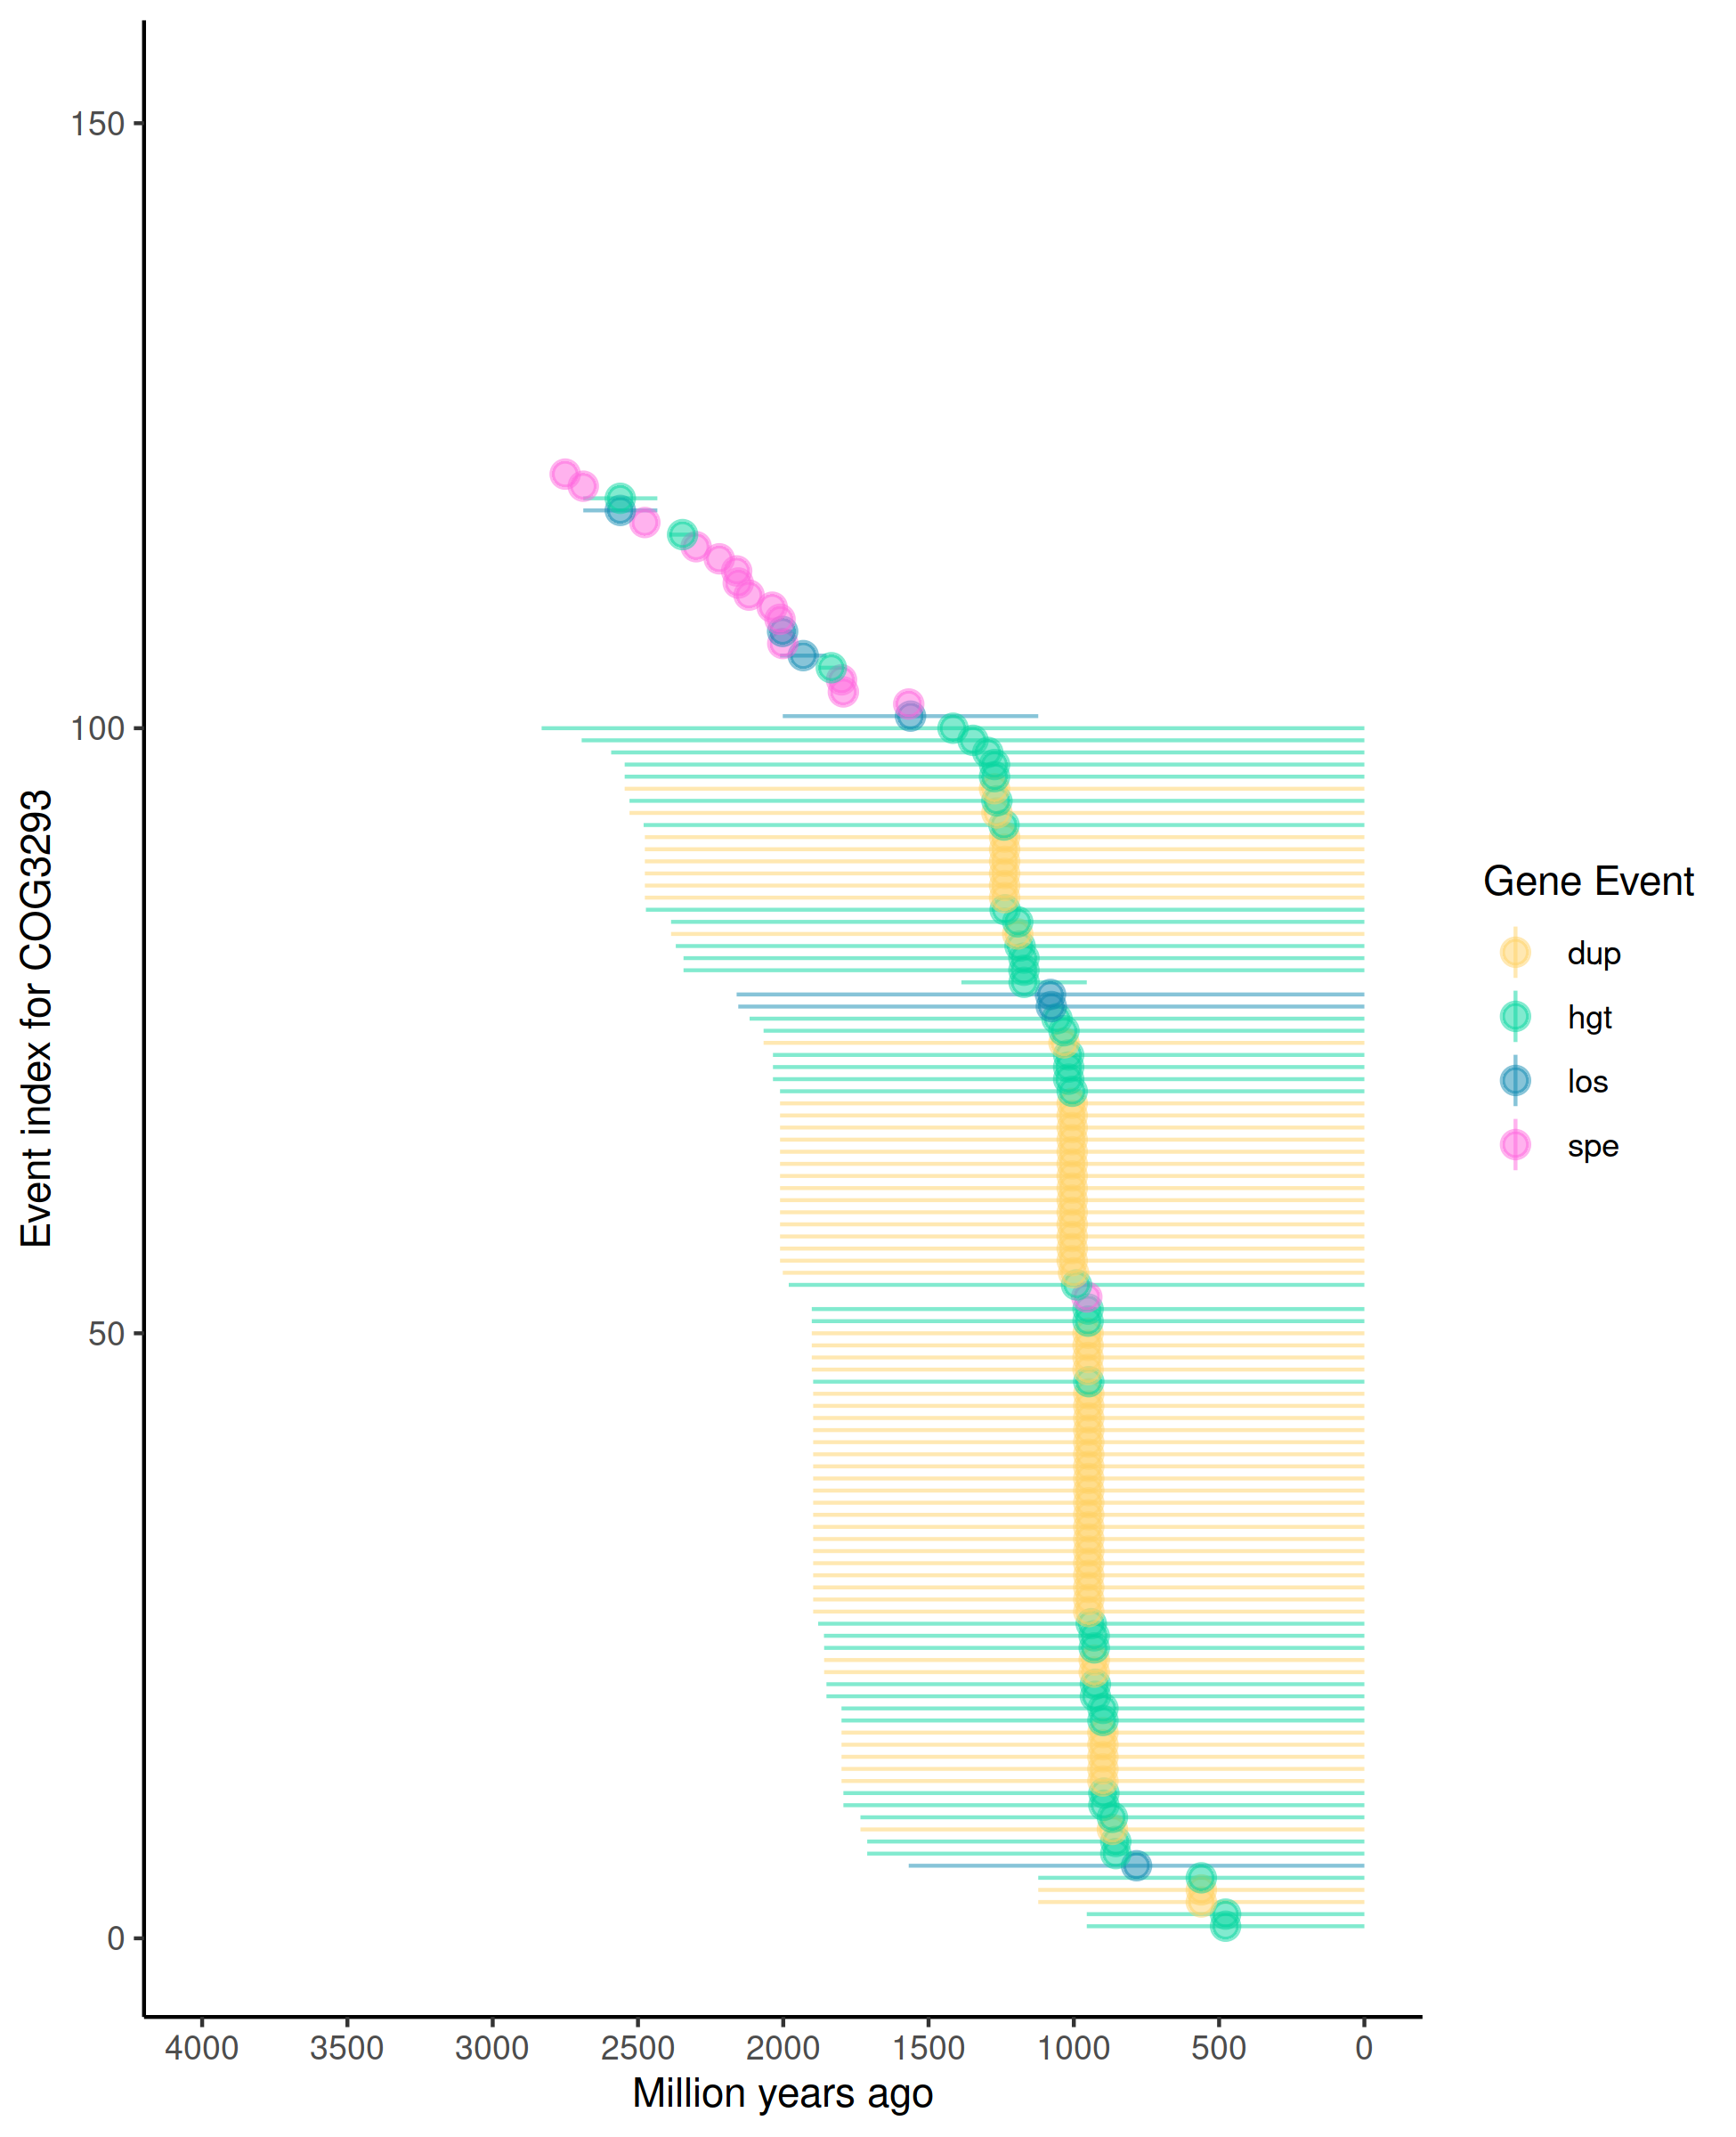 150
100
50
0
Event index for COG3293
4000 3500 3000 2500 2000 1500 1000 500 0
Million years ago
Gene Event
dup
hgt
los
spe